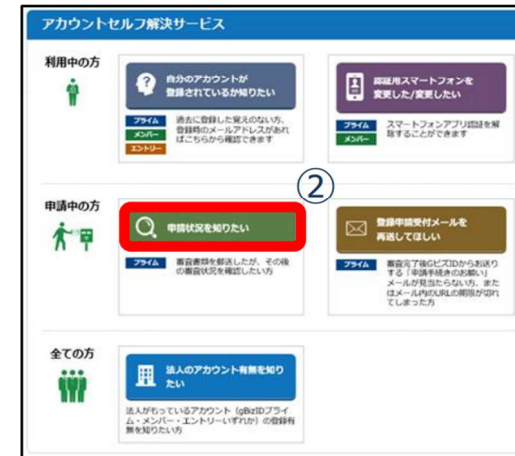 アカウントセルフ解決サービス
利用中の方
自分のアカウントが
登録されているか知りたい
プライム
メンバー
エントリー
過去に登録した覚えのない方、
登録時のメールアドレスがあれ
ばこちらから確認できます
認証用スマートフォンを
変更した/変更したい
プライム
メンバー
スマートフォンアプリ認証を解
除することができます
②
申請中の方
申請状況を知りたい
プライム
審査書類を郵送したが、その後
の審査状況を確認したい方
登録申請受付メールを
再送してほしい
プライム
審査完了後GビズIDからお送り
する「申請手続きのお願い」
メールが見当たらない方、また
はメール内のURLの期限が切れ
てしまった方
全ての方
法人のアカウント有無を知り
たい
法人がもっているアカウント（gBizIDプライ
ム・メンバー・エントリーいずれか）の登録有
無を知りたい方